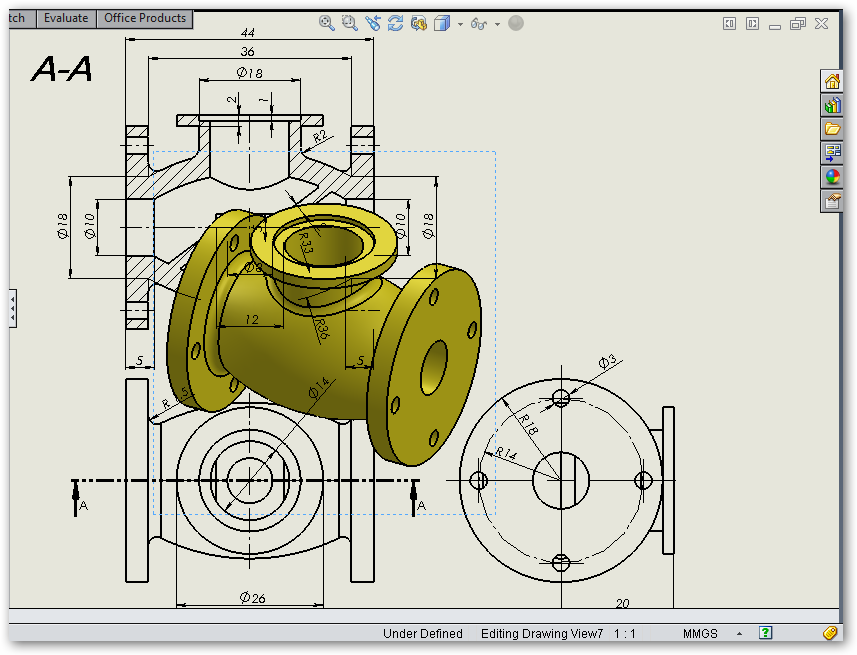 tch Evaluate Office Products
44
A-A
36
Ø18
2
1
R2
Ø18
Ø10
Ø10
Ø18
R33
Ø8
12
R36
5
5
Ø3
R 5
Ø14
R18
R14
A
A
Ø26
20
Under Defined Editing Drawing View7 1 : 1 MMGS